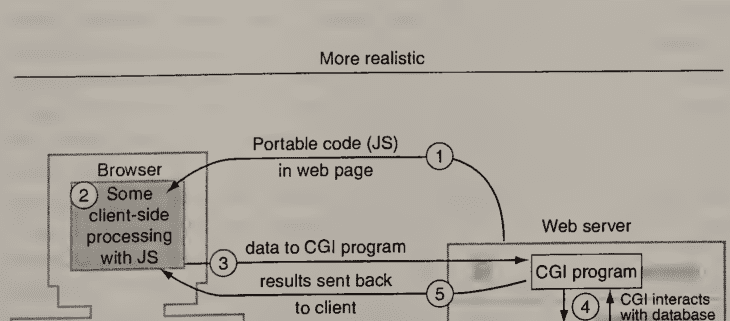 More realistic
Portable code (JS)
1
in web page
Browser
2 Some
client-side
processing
with JS
Web server
3
data to CGI program
CGI program
results sent back
5
to client
4
CGI interacts
with database